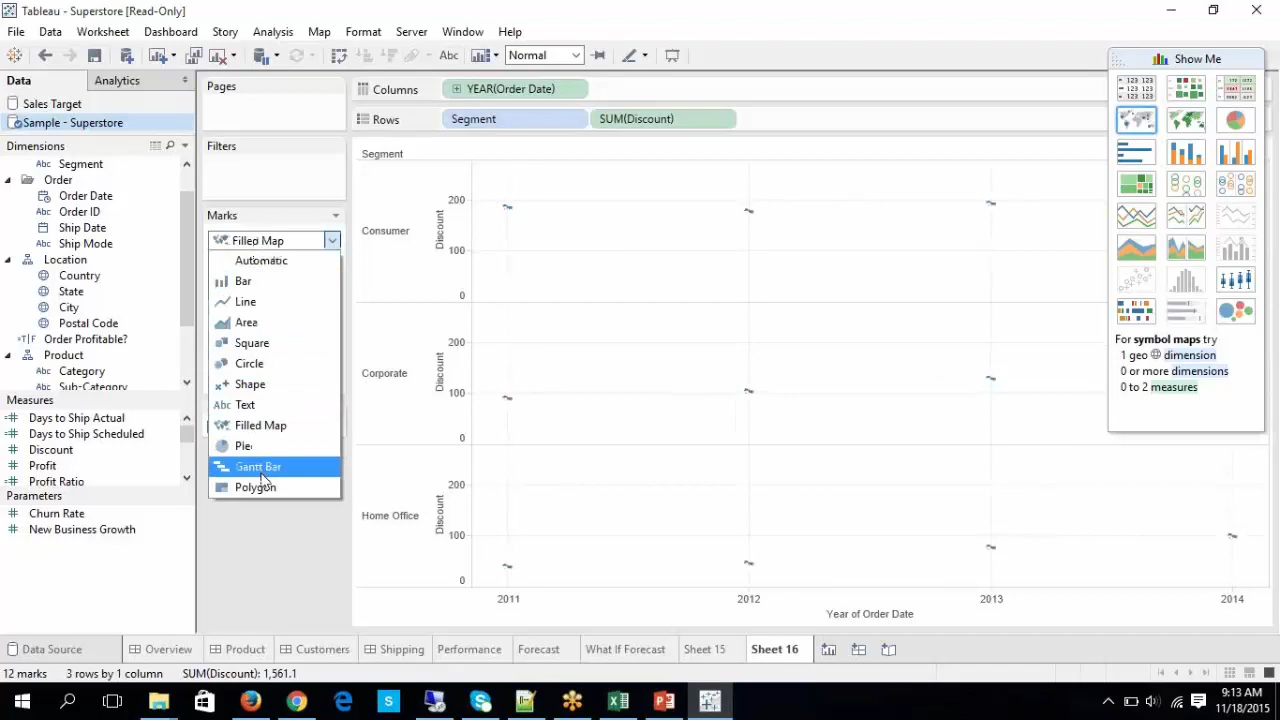 Tableau - Superstore [Read-Only]
File Data Worksheet Dashboard Story Analysis Map Format Server Window Help
Abc Normal
Data Analytics
Sales Target
Sample - Superstore
Dimensions
Abc Segment
Order
Order Date
Abc Order ID
Ship Date
Abc Ship Mode
Location
Country
State
City
Postal Code
=T|F Order Profitable?
Product
Abc Category
Abc Sub-Category
Measures
Days to Ship Actual
Days to Ship Scheduled
Discount
Profit
Profit Ratio
Parameters
Churn Rate
New Business Growth
Pages
Filters
Marks
Filled Map
Automatic
Bar
Line
Area
Square
Circle
Shape
Abc Text
Filled Map
Pie
Gantt Bar
Polygon
Columns YEAR(Order Date)
Rows Segment SUM(Discount)
Segment
Consumer
Discount
200
100
0
Corporate
Discount
200
100
0
Home Office
Discount
200
100
0
2011 2012 2013 2014
Year of Order Date
Show Me
For symbol maps try
1 geo dimension
0 or more dimensions
0 to 2 measures
Data Source Overview Product Customers Shipping Performance Forecast What If Forecast Sheet 15 Sheet 16
12 marks 3 rows by 1 column SUM(Discount): 1,561.1
9:13 AM
11/18/2015